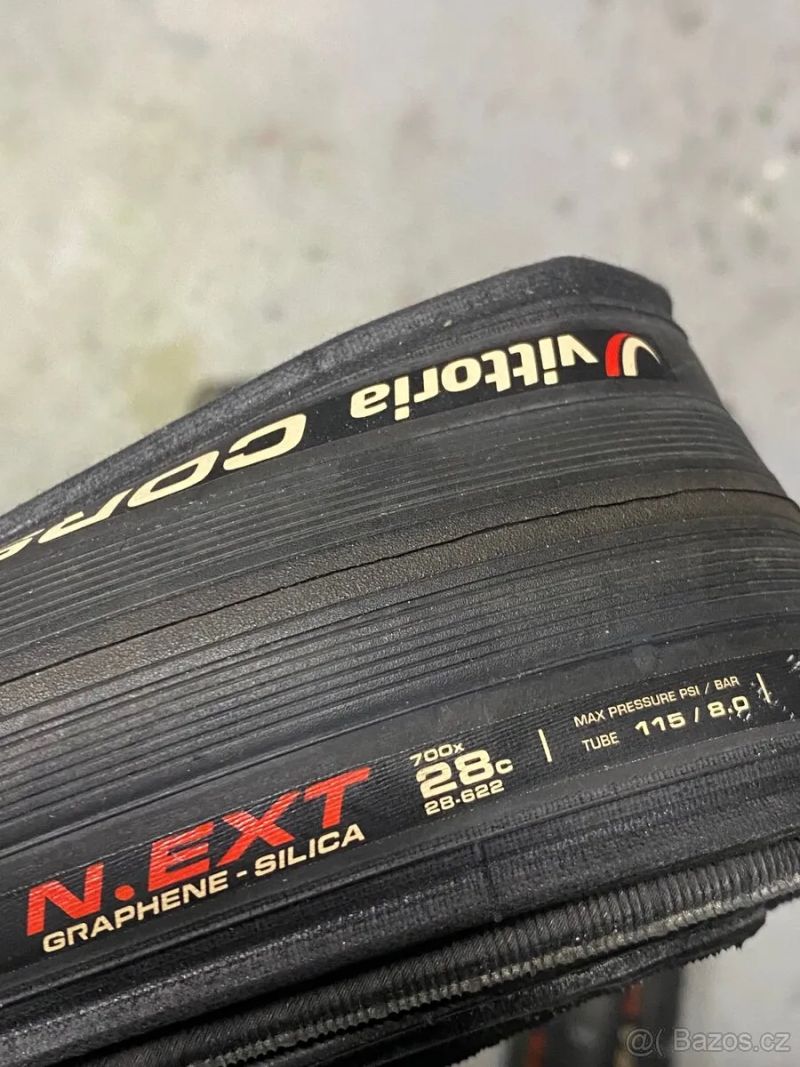 vittoria CORS
N.EXT
GRAPHENE - SILICA
700x
28c
28-622
MAX PRESSURE PSI / BAR
TUBE 115 / 8.0
@( Bazos.cz